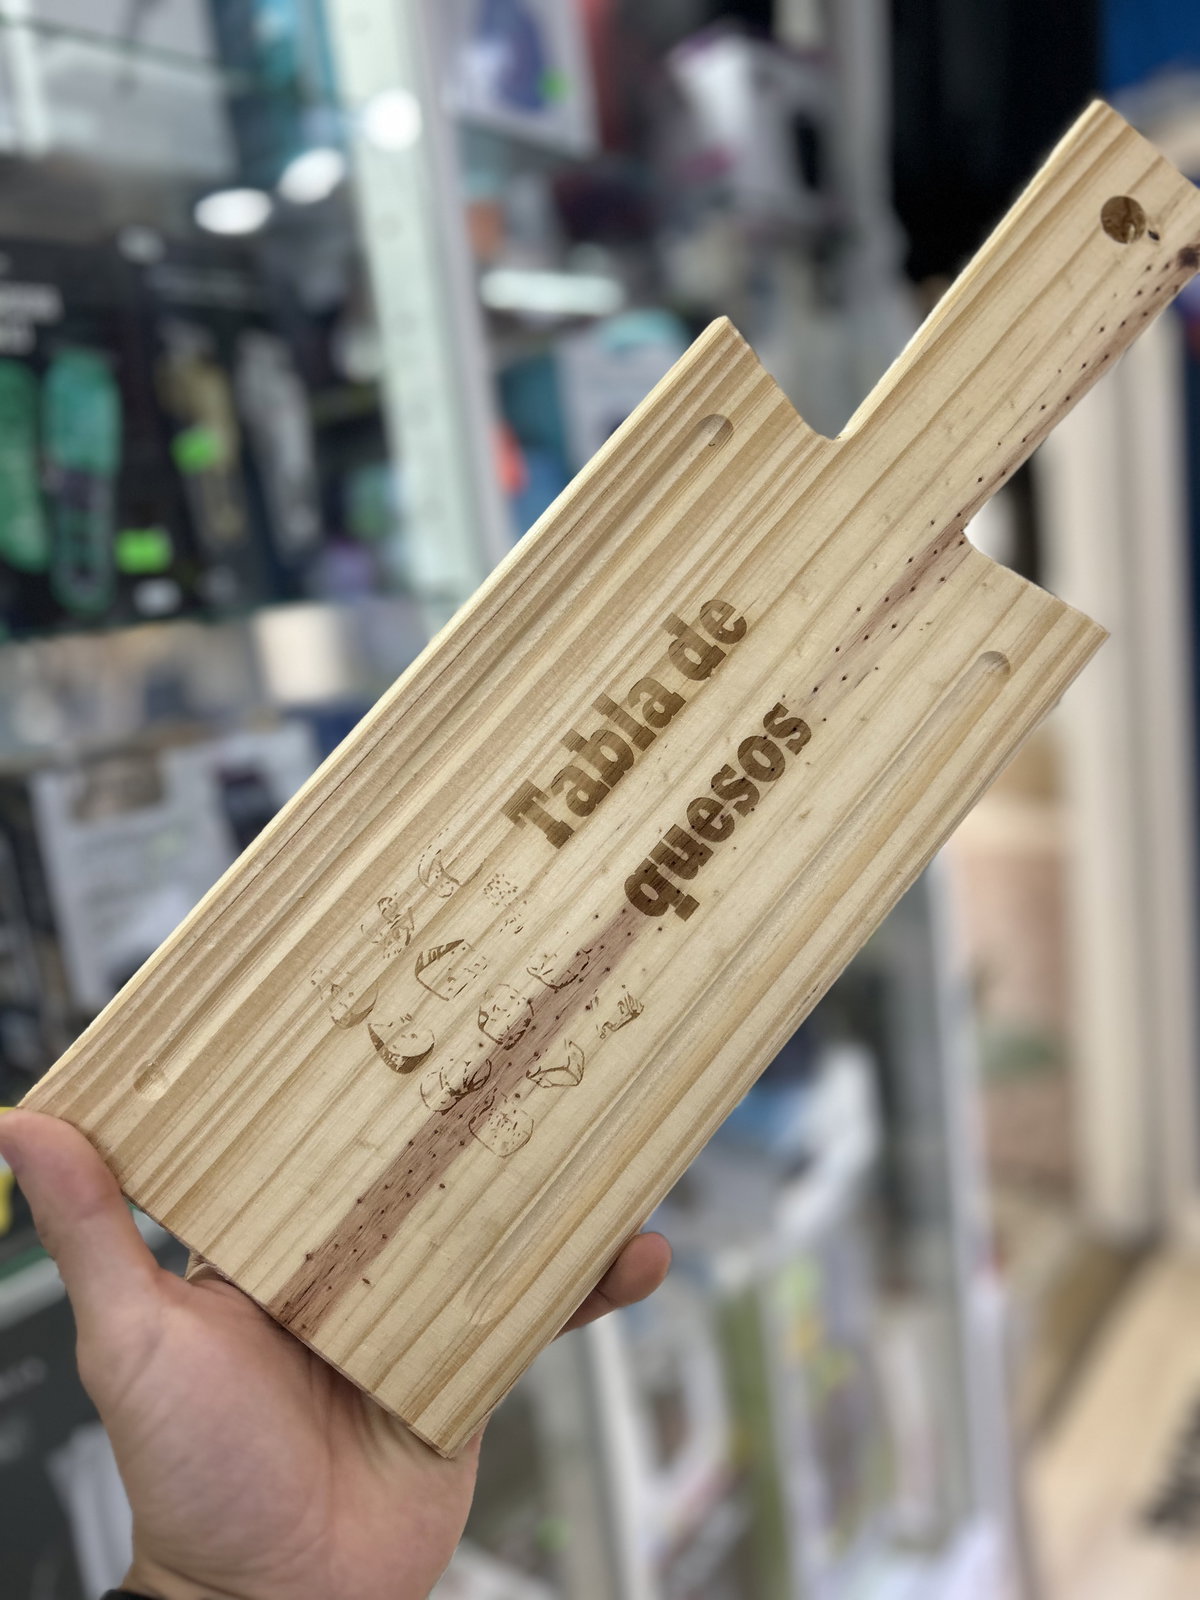 Tabla de
quesos